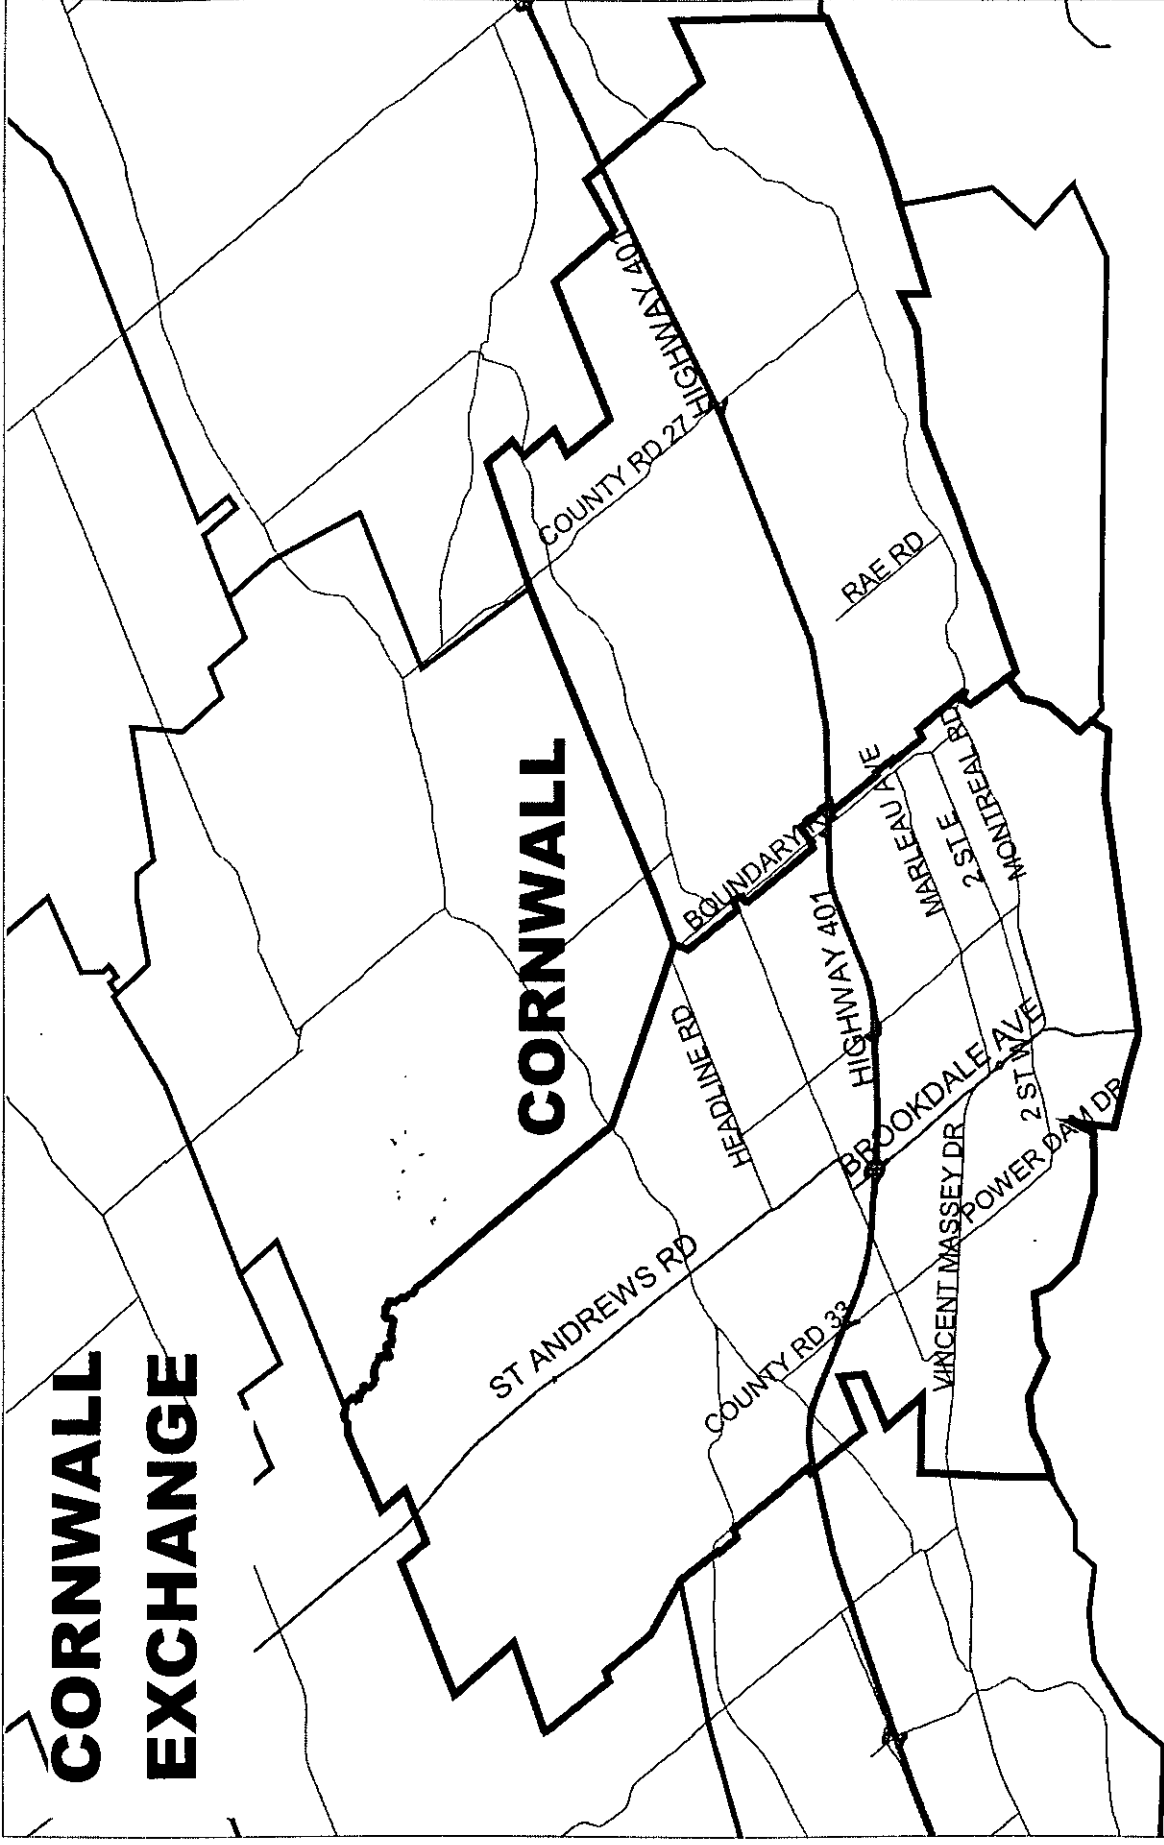 CORNWALL
EXCHANGE
CORNWALL
ST ANDREWS RD
COUNTY RD 33
HEADLINE RD
BOUNDARY RD
COUNTY RD 27
HIGHWAY 401
HIGHWAY 401
RAE RD
BROOKDALE AVE
MARLEAU AVE
2 ST E
MONTREAL RD
VINCENT MASSEY DR
2 ST W
POWER DAM DR